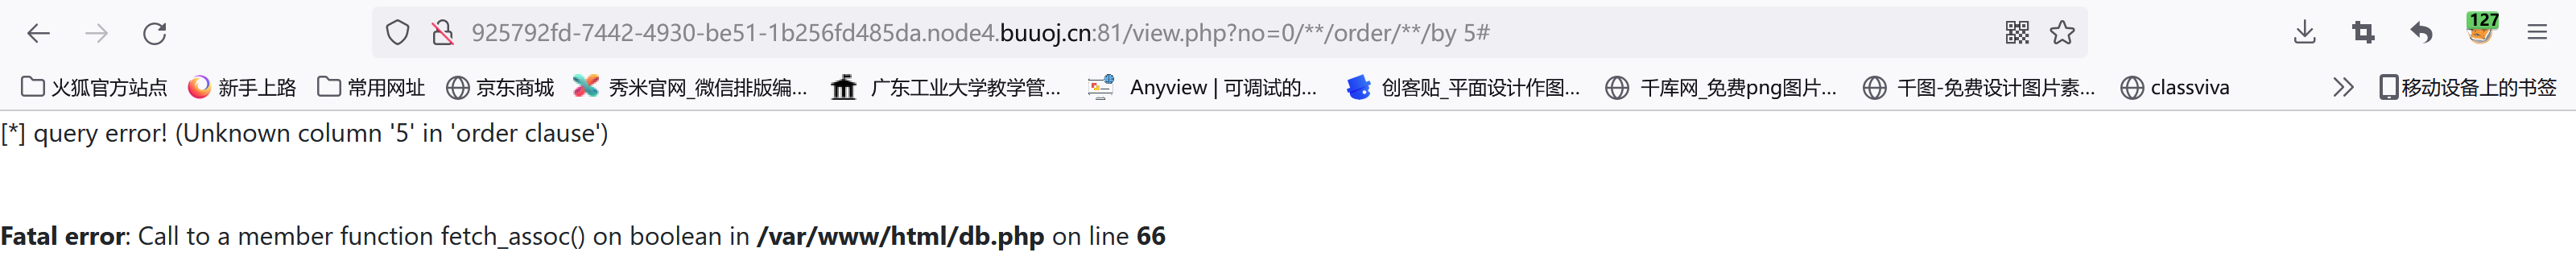 925792fd-7442-4930-be51-1b256fd485da.node4.buuoj.cn:81/view.php?no=0/**/order/**/by 5#
127
火狐官方站点 新手上路 常用网址 京东商城 秀米官网_微信排版编... 广东工业大学教学管... Anyview | 可调试的... 创客贴_平面设计作图... 千库网_免费png图片... 千图-免费设计图片素... classviva 移动设备上的书签
[*] query error! (Unknown column '5' in 'order clause')
Fatal error: Call to a member function fetch_assoc() on boolean in /var/www/html/db.php on line 66